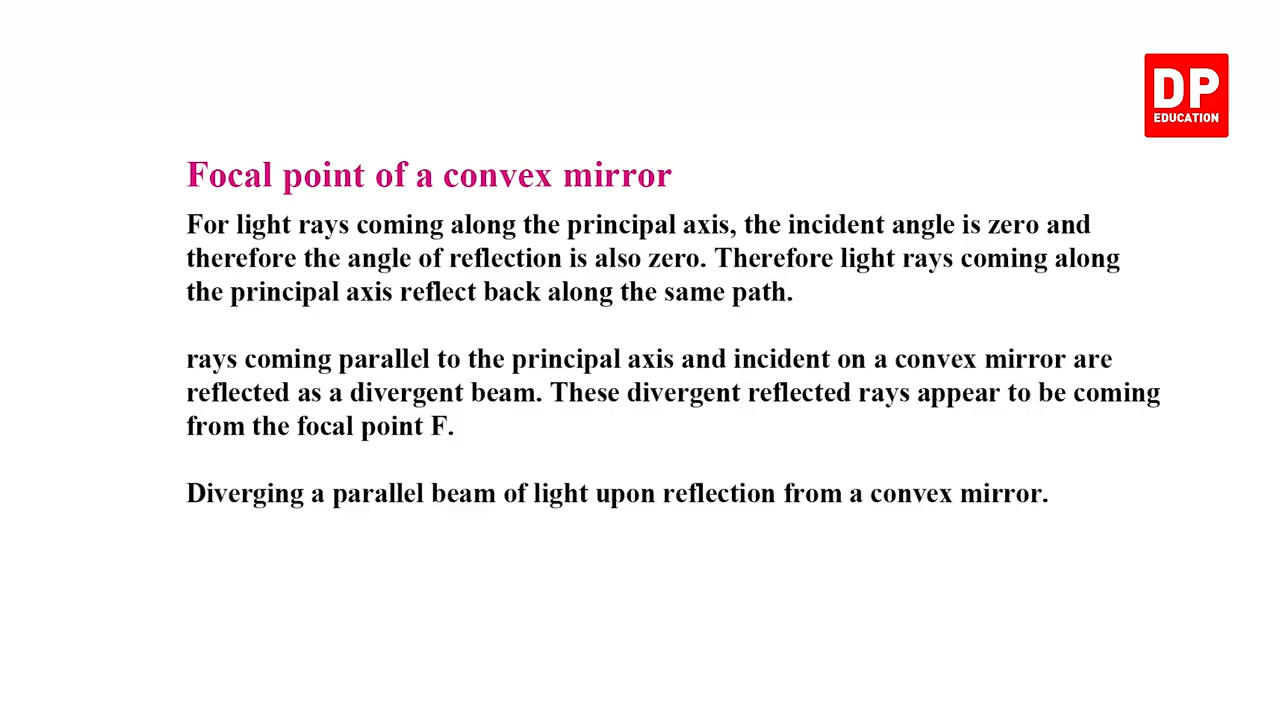 DP
EDUCATION
Focal point of a convex mirror
For light rays coming along the principal axis, the incident angle is zero and
therefore the angle of reflection is also zero. Therefore light rays coming along
the principal axis reflect back along the same path.
rays coming parallel to the principal axis and incident on a convex mirror are
reflected as a divergent beam. These divergent reflected rays appear to be coming
from the focal point F.
Diverging a parallel beam of light upon reflection from a convex mirror.